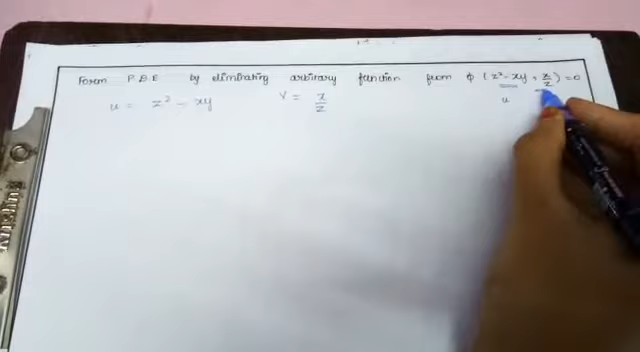 Form P.D.E by eliminating arbitrary function from ϕ (z² - xy , x/z) = 0
u = z² - xy V = x/z u